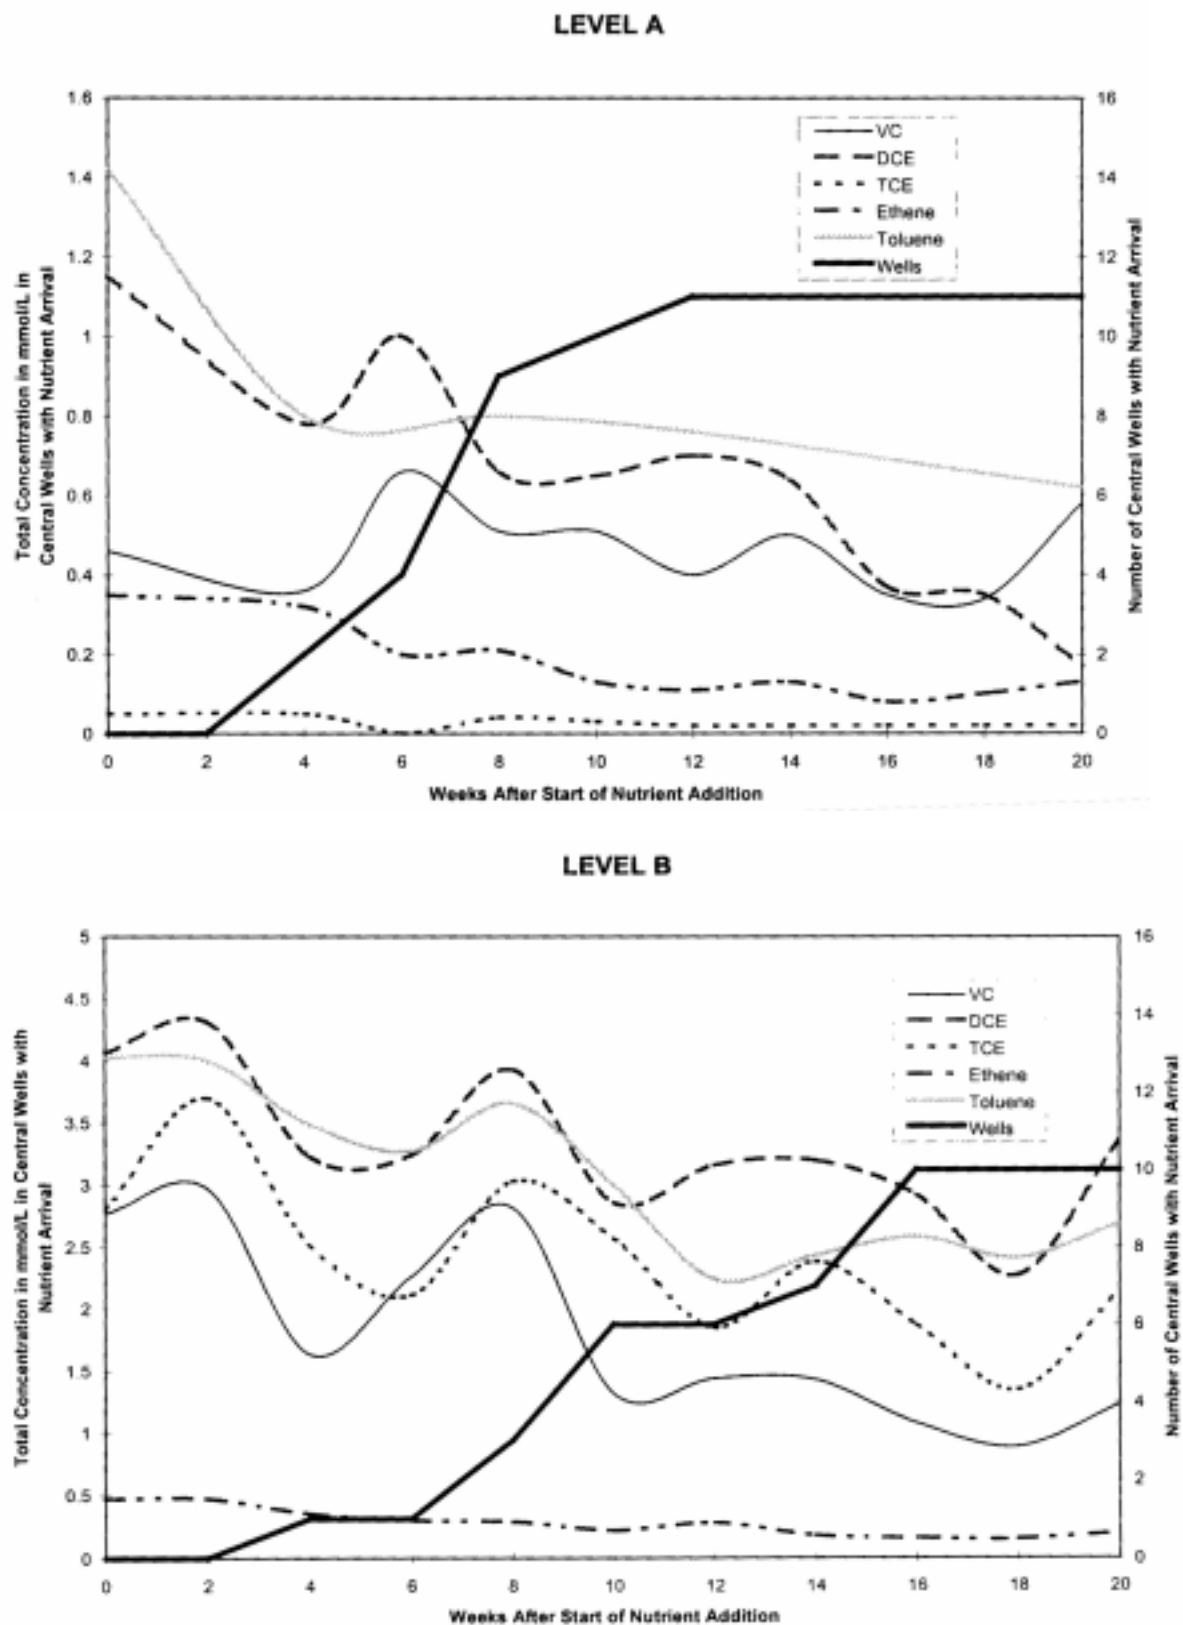 LEVEL A
1.6
1.4
1.2
1
0.8
0.6
0.4
0.2
0
16
14
12
10
8
6
4
2
0
VC
DCE
TCE
Ethene
Toluene
Wells
Total Concentration in mmol/L in
Central Wells with Nutrient Arrival
Number of Central Wells with Nutrient Arrival
0 2 4 6 8 10 12 14 16 18 20
Weeks After Start of Nutrient Addition
LEVEL B
5
4.5
4
3.5
3
2.5
2
1.5
1
0.5
0
16
14
12
10
8
6
4
2
0
VC
DCE
TCE
Ethene
Toluene
Wells
Total Concentration in mmol/L in Central Wells with
Nutrient Arrival
Number of Central Wells with Nutrient Arrival
0 2 4 6 8 10 12 14 16 18 20
Weeks After Start of Nutrient Addition